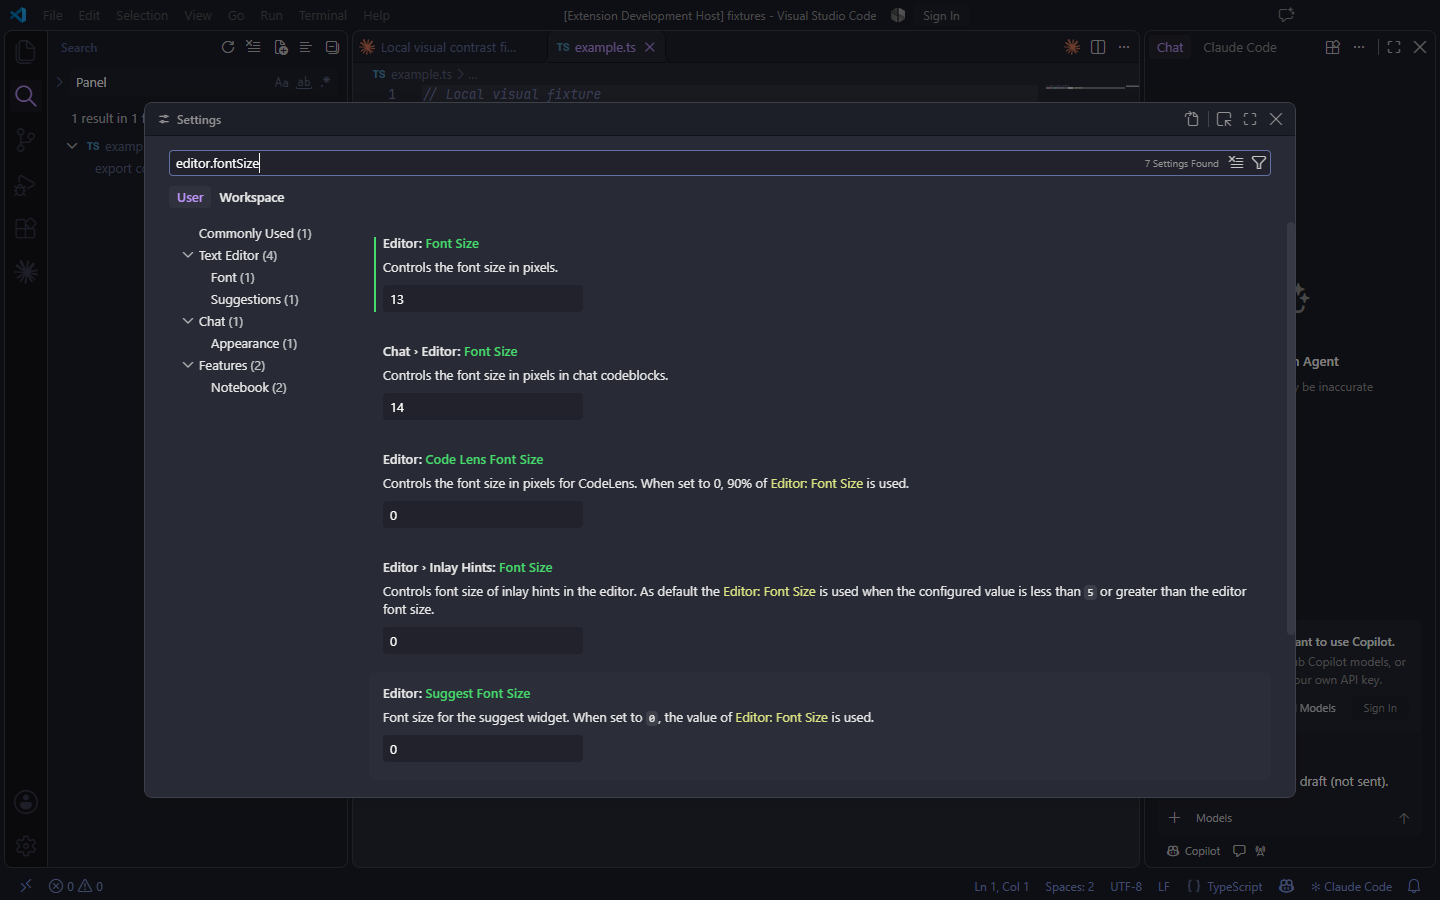 File Edit Selection View Go Run Terminal Help
[Extension Development Host] fixtures - Visual Studio Code
Sign In
Search
Local visual contrast fi...
TS example.ts
Chat
Claude Code
Panel
Aa ab .*
TS example.ts > ...
1 // Local visual fixture
1 result in 1
TS examp
export co
Settings
editor.fontSize
7 Settings Found
User
Workspace
Commonly Used (1)
Text Editor (4)
Font (1)
Suggestions (1)
Chat (1)
Appearance (1)
Features (2)
Notebook (2)
Editor: Font Size
Controls the font size in pixels.
13
Chat › Editor: Font Size
Controls the font size in pixels in chat codeblocks.
14
Editor: Code Lens Font Size
Controls the font size in pixels for CodeLens. When set to 0, 90% of Editor: Font Size is used.
0
Editor › Inlay Hints: Font Size
Controls font size of inlay hints in the editor. As default the Editor: Font Size is used when the configured value is less than 5 or greater than the editor
font size.
0
Editor: Suggest Font Size
Font size for the suggest widget. When set to 0, the value of Editor: Font Size is used.
0
Agent
be inaccurate
ant to use Copilot.
Copilot models, or
our own API key.
Models
Sign In
draft (not sent).
Models
Copilot
0 0
Ln 1, Col 1
Spaces: 2
UTF-8
LF
{ } TypeScript
Claude Code